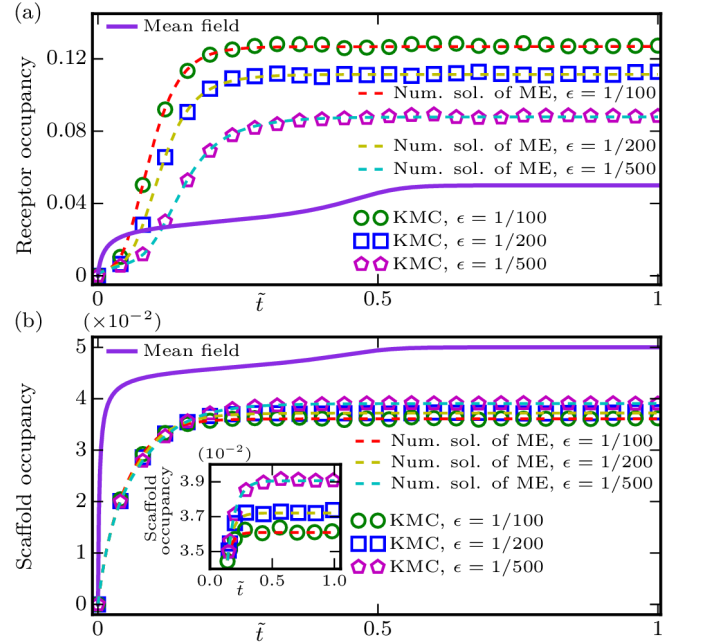 (a)
Mean field
Receptor occupancy
0.12
0.08
0.04
0
Num. sol. of ME, ϵ = 1/100
Num. sol. of ME, ϵ = 1/200
Num. sol. of ME, ϵ = 1/500
KMC, ϵ = 1/100
KMC, ϵ = 1/200
KMC, ϵ = 1/500
0
0.5
1
t̃
(b)
(×10⁻²)
Mean field
Scaffold occupancy
5
4
3
2
1
0
Num. sol. of ME, ϵ = 1/100
Num. sol. of ME, ϵ = 1/200
Num. sol. of ME, ϵ = 1/500
KMC, ϵ = 1/100
KMC, ϵ = 1/200
KMC, ϵ = 1/500
(×10⁻²)
Scaffold
occupancy
3.9
3.7
3.5
0.0
0.5
1.0
t̃
0
0.5
1
t̃